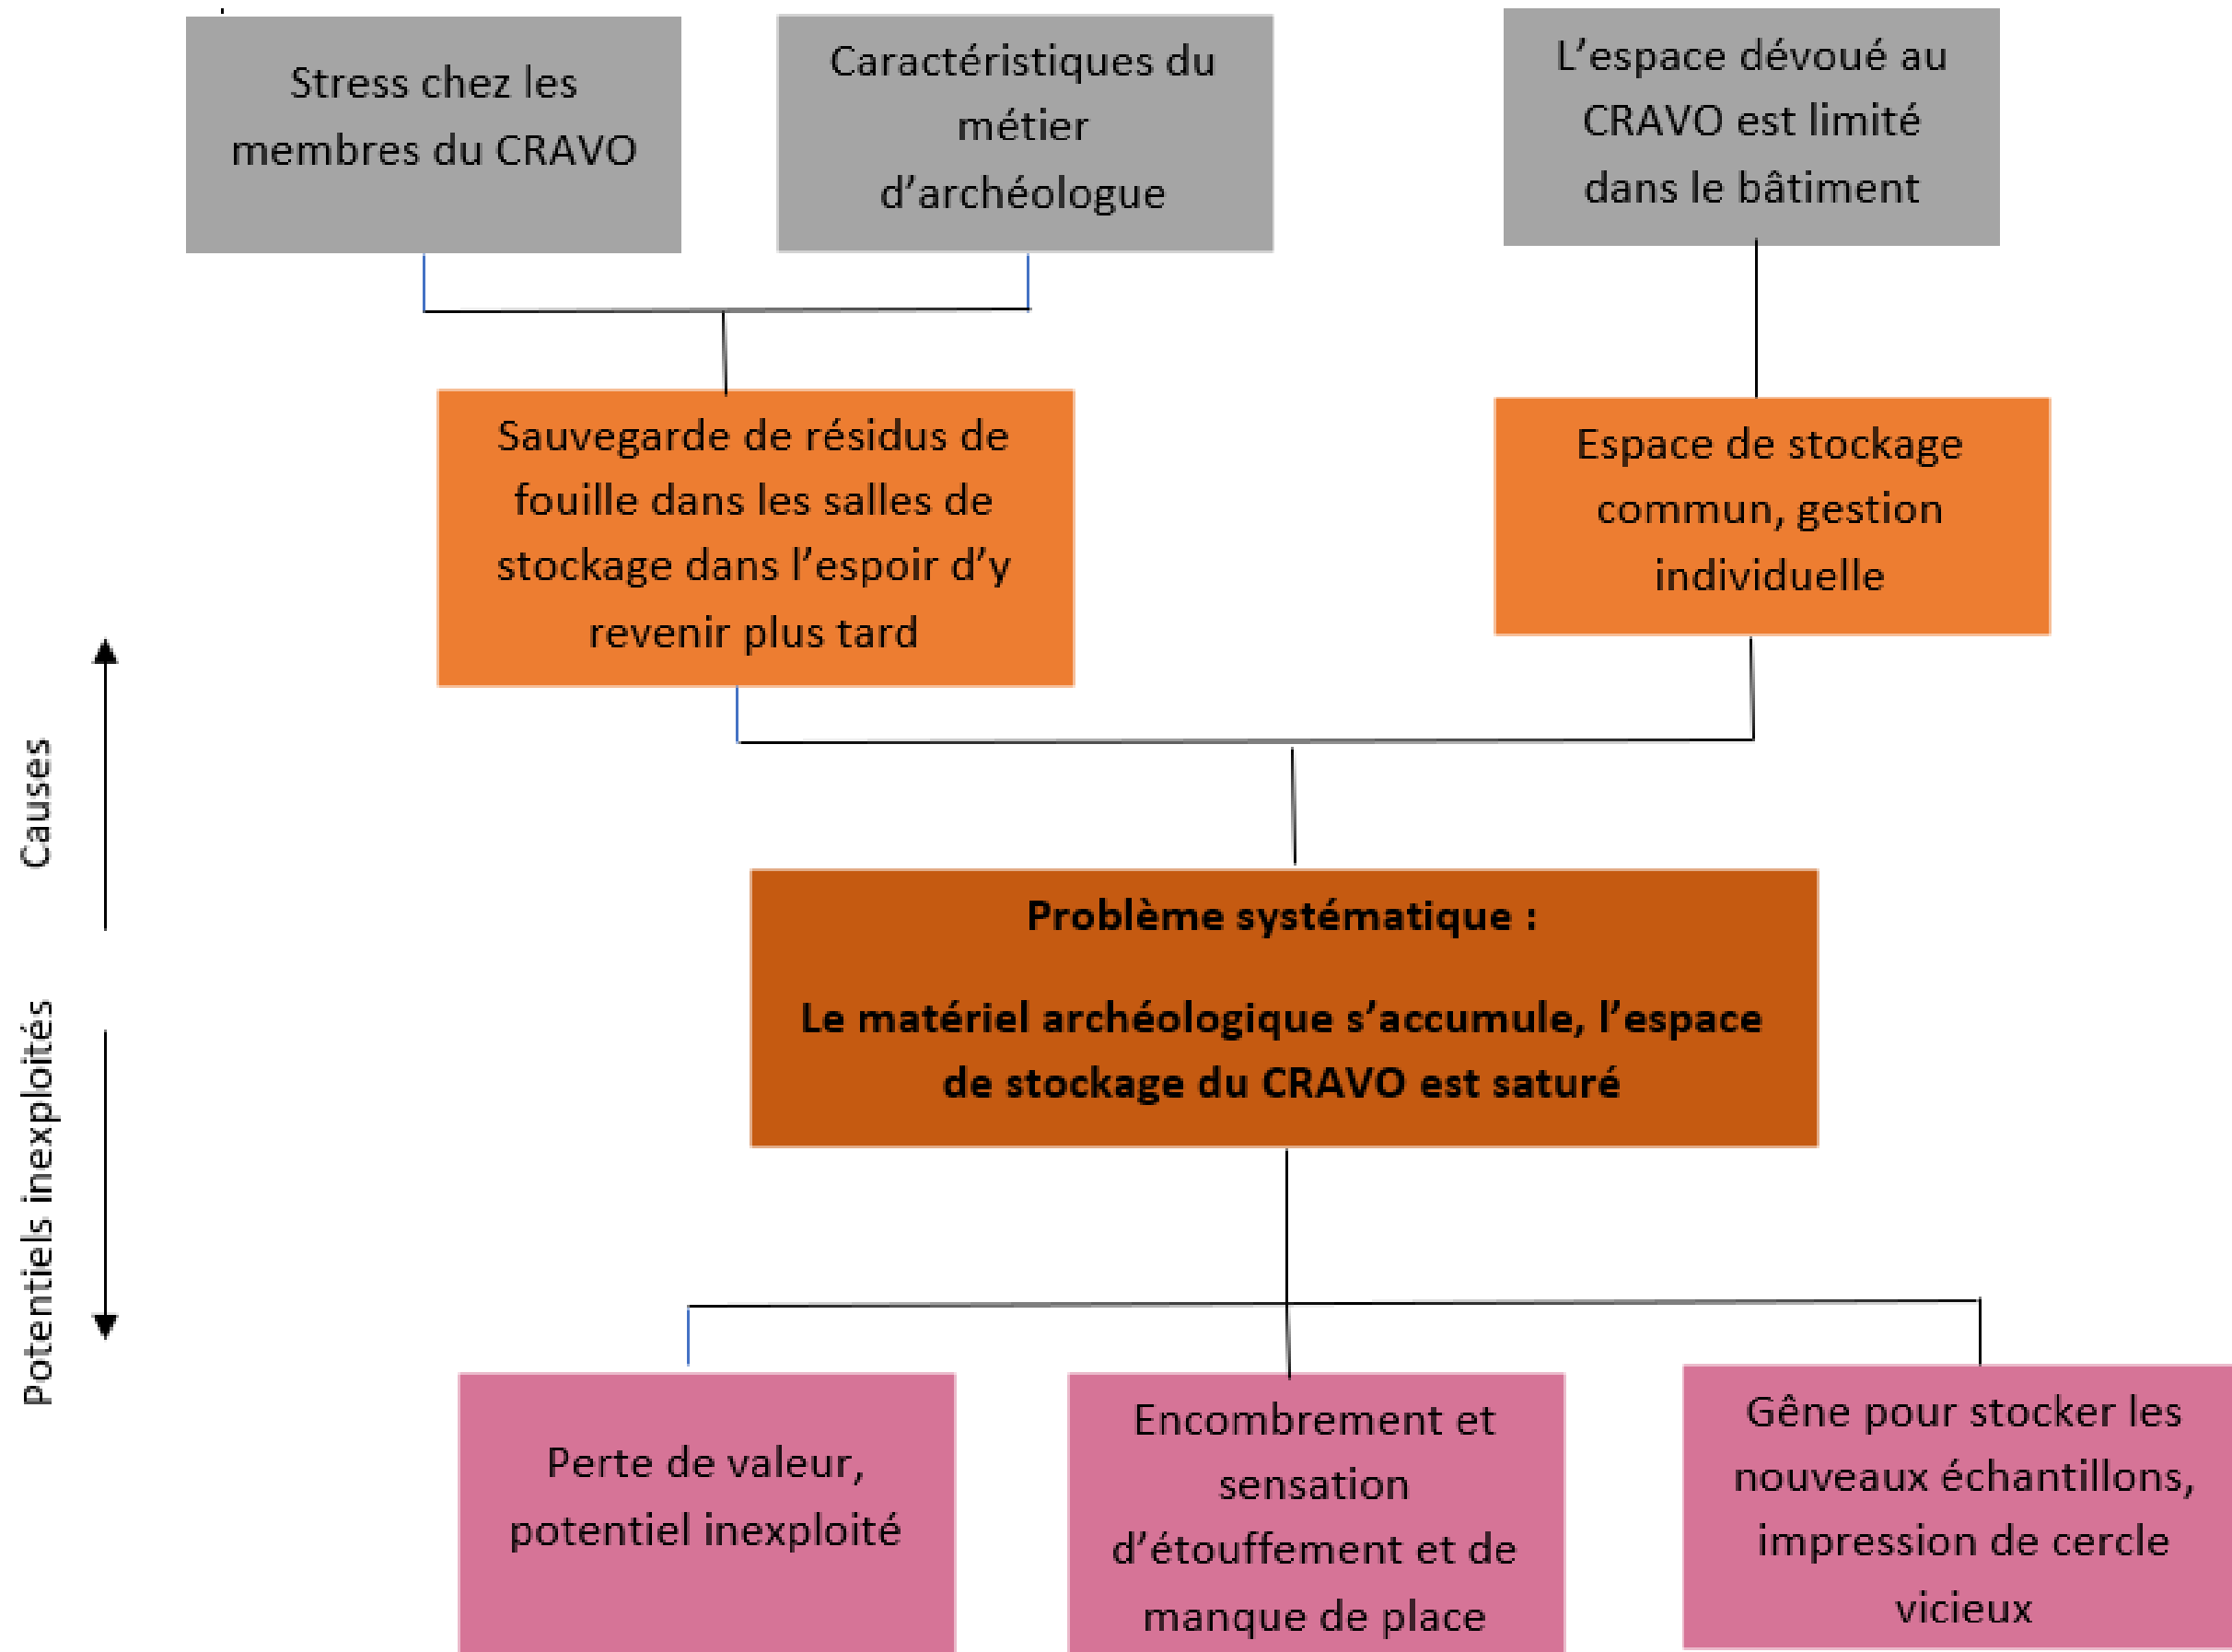 Stress chez les
membres du CRAVO
Caractéristiques du
métier
d’archéologue
L’espace dévoué au
CRAVO est limité
dans le bâtiment
Sauvegarde de résidus de
fouille dans les salles de
stockage dans l’espoir d’y
revenir plus tard
Espace de stockage
commun, gestion
individuelle
Causes
Potentiels inexploités
Problème systématique :
Le matériel archéologique s’accumule, l’espace
de stockage du CRAVO est saturé
Perte de valeur,
potentiel inexploité
Encombrement et
sensation
d’étouffement et de
manque de place
Gêne pour stocker les
nouveaux échantillons,
impression de cercle
vicieux